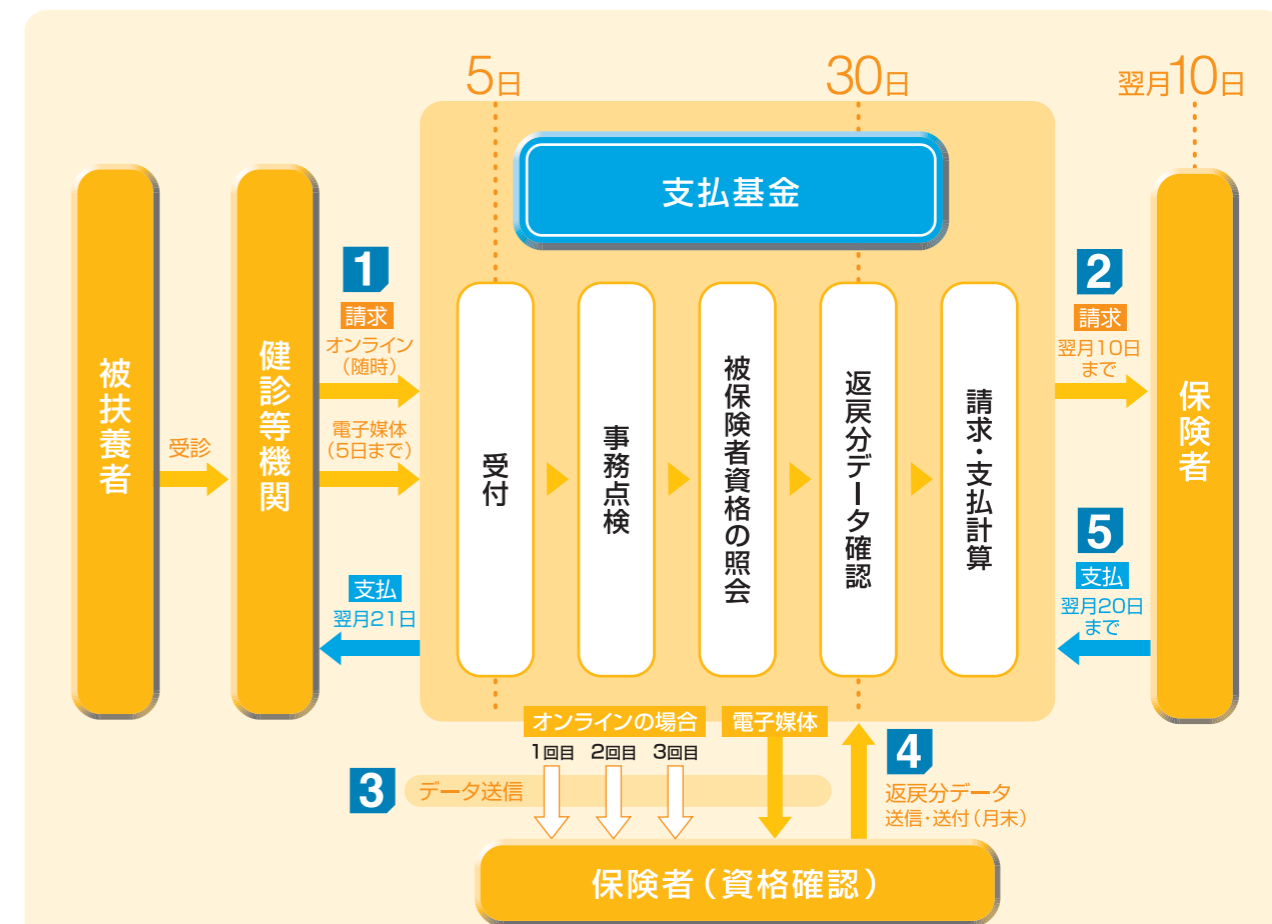 5日
30日
翌月10日
支払基金
被扶養者
受診
健診等機関
1
請求
オンライン
（随時）
電子媒体
（5日まで）
支払
翌月21日
受付
事務点検
被保険者資格の照会
返戻分データ確認
請求・支払計算
2
請求
翌月10日
まで
5
支払
翌月20日
まで
保険者
オンラインの場合
電子媒体
1回目 2回目 3回目
3
データ送信
4
返戻分データ
送信・送付（月末）
保険者（資格確認）